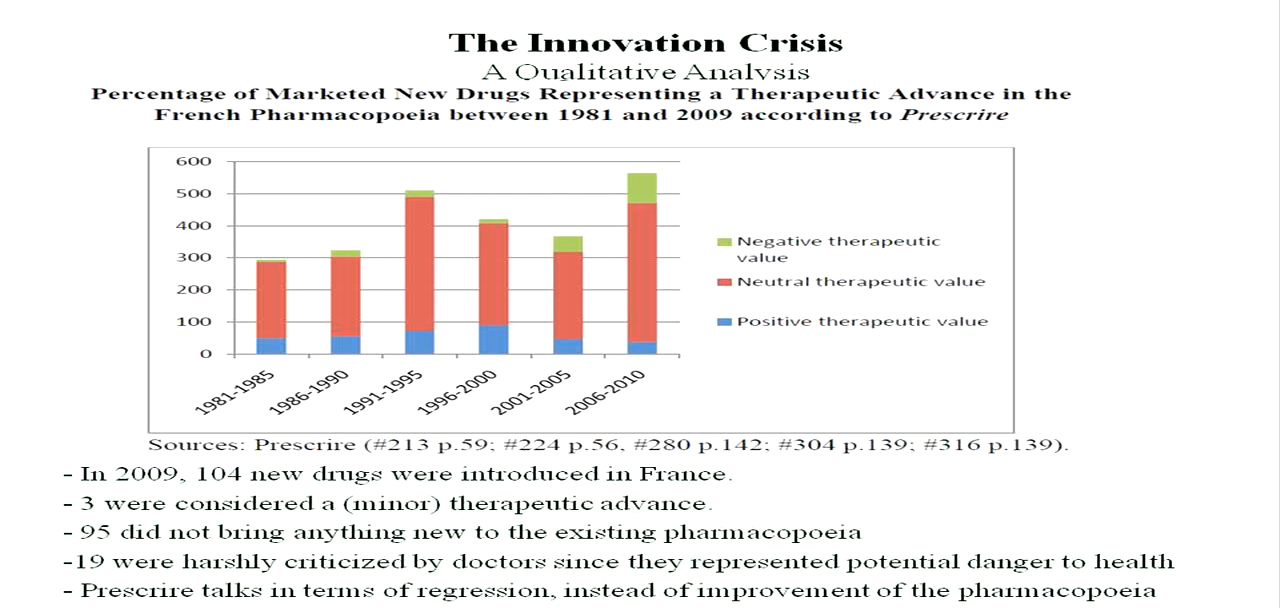 The Innovation Crisis
A Qualitative Analysis
Percentage of Marketed New Drugs Representing a Therapeutic Advance in the
French Pharmacopoeia between 1981 and 2009 according to Prescrire
600
500
400
300
200
100
0
1981-1985
1986-1990
1991-1995
1996-2000
2001-2005
2006-2010
Negative therapeutic
value
Neutral therapeutic value
Positive therapeutic value
Sources: Prescrire (#213 p.59; #224 p.56, #280 p.142; #304 p.139; #316 p.139).
- In 2009, 104 new drugs were introduced in France.
- 3 were considered a (minor) therapeutic advance.
- 95 did not bring anything new to the existing pharmacopoeia
-19 were harshly criticized by doctors since they represented potential danger to health
- Prescrire talks in terms of regression, instead of improvement of the pharmacopoeia